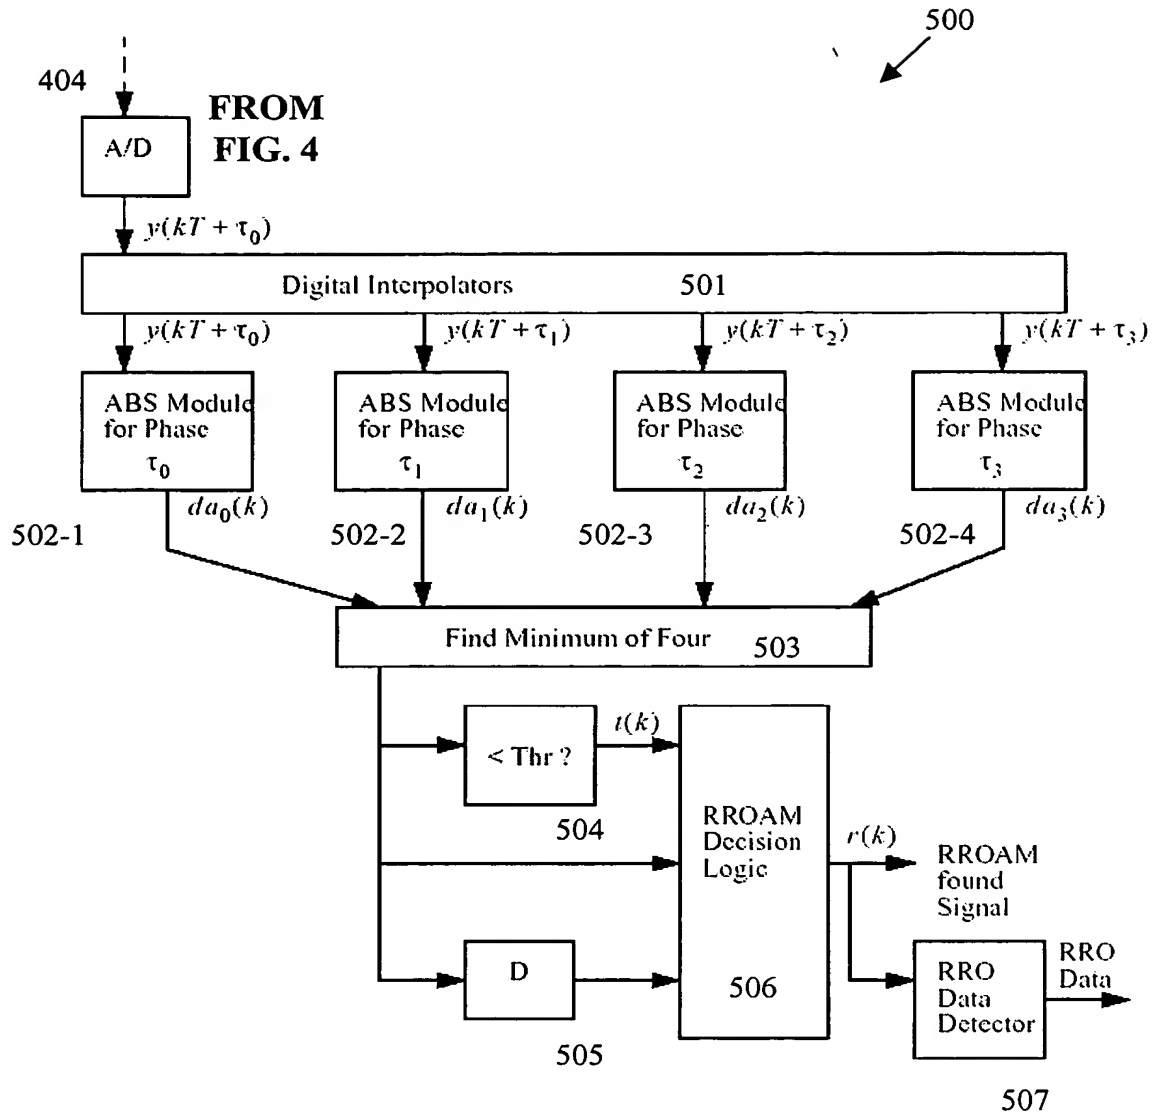 500
404
FROM
FIG. 4
A/D
y(kT + τ0)
Digital Interpolators 501
y(kT + τ0)
y(kT + τ1)
y(kT + τ2)
y(kT + τ3)
ABS Module
for Phase
τ0
ABS Module
for Phase
τ1
ABS Module
for Phase
τ2
ABS Module
for Phase
τ3
da0(k)
da1(k)
da2(k)
da3(k)
502-1
502-2
502-3
502-4
Find Minimum of Four 503
< Thr ?
t(k)
504
RROAM
Decision
Logic
506
r(k)
RROAM
found
Signal
D
505
RRO
Data
Detector
RRO
Data
507